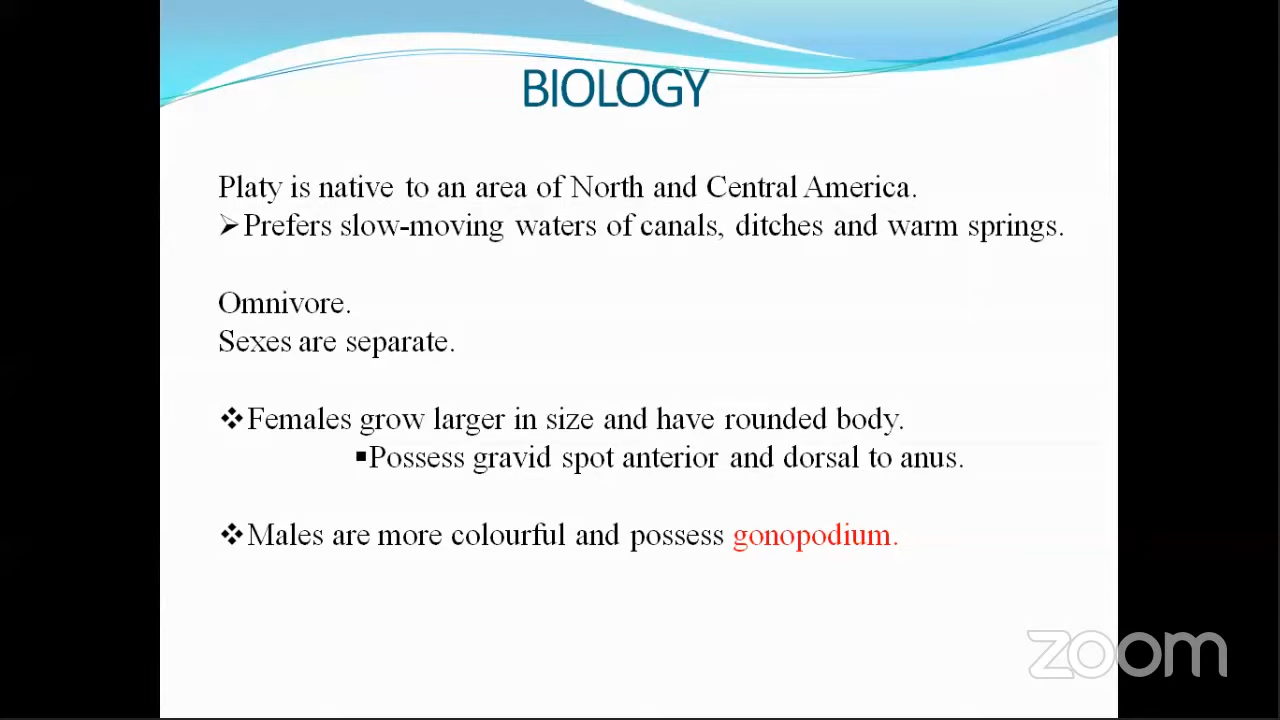 BIOLOGY
Platy is native to an area of North and Central America.
➢Prefers slow-moving waters of canals, ditches and warm springs.
Omnivore.
Sexes are separate.
❖Females grow larger in size and have rounded body.
▪Possess gravid spot anterior and dorsal to anus.
❖Males are more colourful and possess gonopodium.
zoom